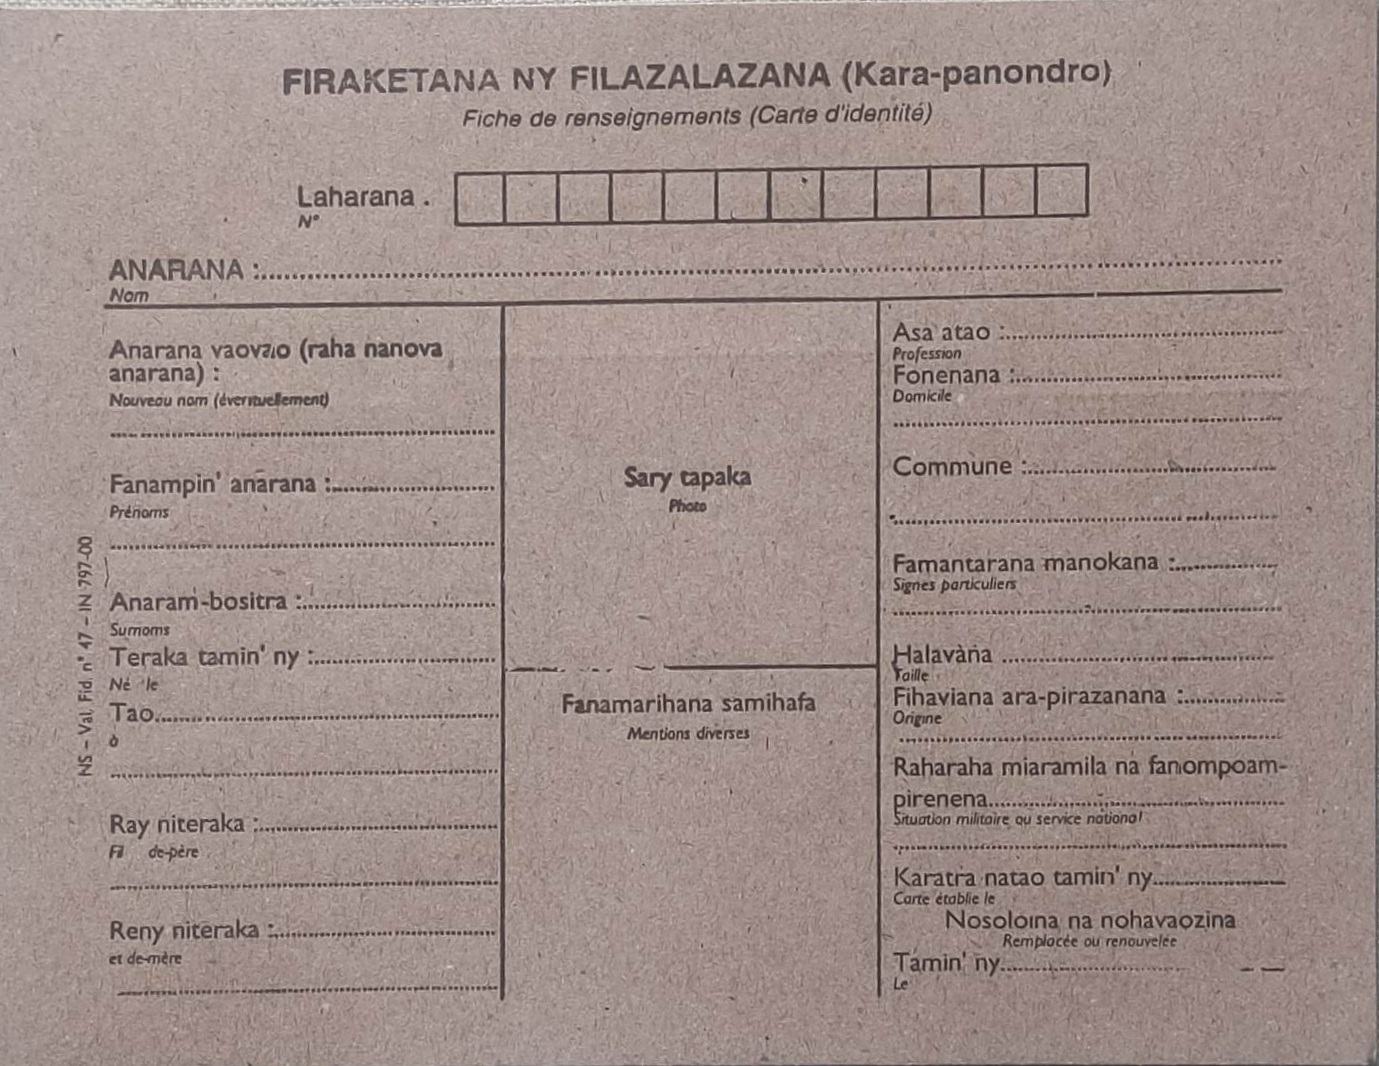 FIRAKETANA NY FILAZALAZANA (Kara-panondro)
Fiche de renseignements (Carte d'identité)
Laharana .
N°
ANARANA :
Nom
Anarana vaovao (raha nanova
anarana) :
Nouveau nom (éventuellement)
Fanampin' anarana :
Prénoms
Anaram-bositra :
Surnoms
Teraka tamin' ny :
Né le
Tao
à
Ray niteraka :
Fil de-père
Reny niteraka :
et de-mère
NS – Val. Fid. n° 47 – IN 797-00
Sary tapaka
Photo
Fanamarihana samihafa
Mentions diverses
Asa atao :
Profession
Fonenana :
Domicile
Commune :
Famantarana manokana :
Signes particuliers
Halavàna
Taille
Fihaviana ara-pirazanana :
Origine
Raharaha miaramila na fanompoam-
pirenena
Situation militaire ou service national
Karatra natao tamin' ny
Carte établie le
Nosoloina na nohavaozina
Remplacée ou renouvelée
Tamin' ny
Le